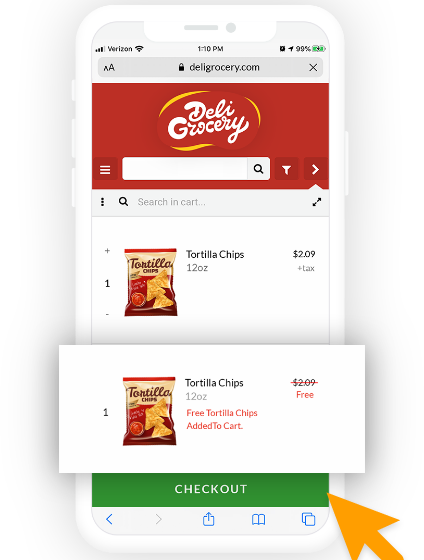 Verizon 1:10 PM 99%
AA deligrocery.com
Deli
Grocery
Search in cart...
+
1
-
Tortilla
CHIPS
Tortilla Chips
12oz
$2.09
+tax
1
Tortilla
CHIPS
Tortilla Chips
12oz
Free Tortilla Chips
AddedTo Cart.
$2.09
Free
CHECKOUT